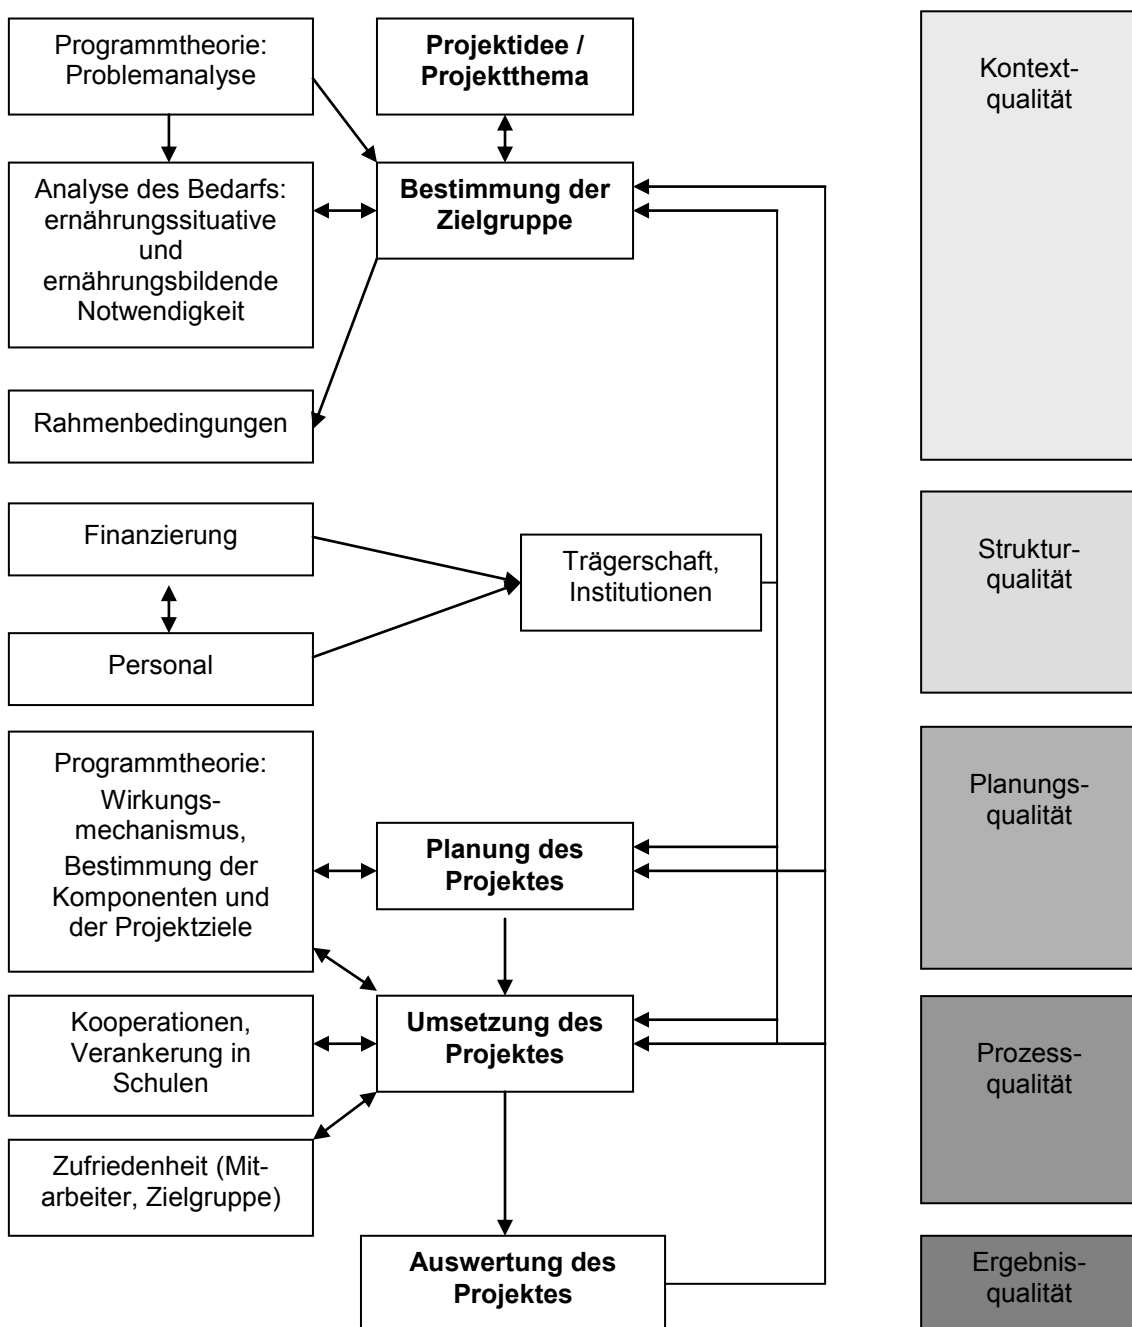 Programmtheorie:
Problemanalyse
Projektidee /
Projektthema
Kontext-
qualität
Analyse des Bedarfs:
ernährungssituative
und
ernährungsbildende
Notwendigkeit
Bestimmung der
Zielgruppe
Rahmenbedingungen
Finanzierung
Trägerschaft,
Institutionen
Struktur-
qualität
Personal
Programmtheorie:
Wirkungs-
mechanismus,
Bestimmung der
Komponenten und
der Projektziele
Planung des
Projektes
Planungs-
qualität
Kooperationen,
Verankerung in
Schulen
Umsetzung des
Projektes
Prozess-
qualität
Zufriedenheit (Mit-
arbeiter, Zielgruppe)
Auswertung des
Projektes
Ergebnis-
qualität